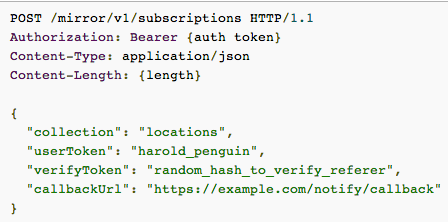 POST /mirror/v1/subscriptions HTTP/1.1
Authorization: Bearer {auth token}
Content-Type: application/json
Content-Length: {length}

{
  "collection": "locations",
  "userToken": "harold_penguin",
  "verifyToken": "random_hash_to_verify_referer",
  "callbackUrl": "https://example.com/notify/callback"
}